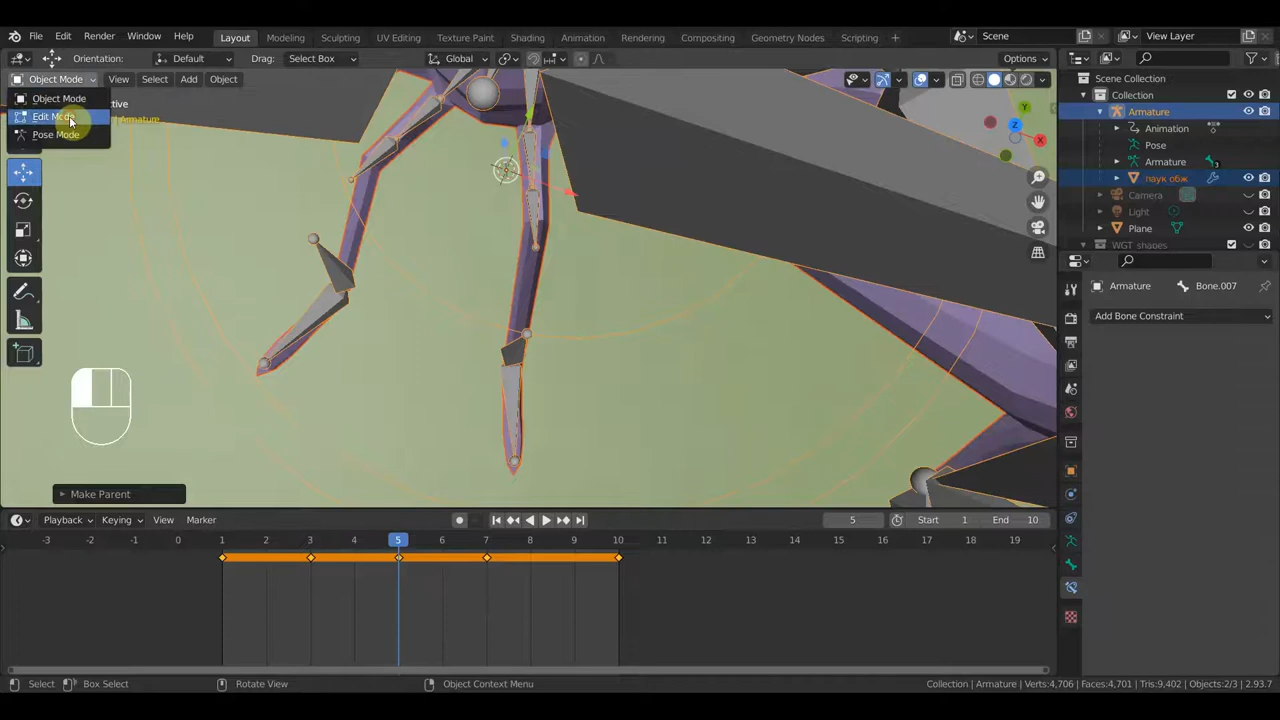 File Edit Render Window Help Layout Modeling Sculpting UV Editing Texture Paint Shading Animation Rendering Compositing Geometry Nodes Scripting + Scene View Layer
Orientation: Default Drag: Select Box Global Options
Object Mode View Select Add Object
Object Mode
Edit Mode
Pose Mode
Armature
Scene Collection
Collection
Armature
Animation
Pose
Armature 3
паук обж
Camera
Light
Plane
WGT_shapes
Y
Z
X
Armature Bone.007
Add Bone Constraint
Make Parent
Playback Keying View Marker 5 Start 1 End 10
-3 -2 -1 0 1 2 3 4 5 6 7 8 9 10 11 12 13 14 15 16 17 18 19
Select Box Select Rotate View Object Context Menu Collection | Armature | Verts:4,706 | Faces:4,701 | Tris:9,402 | Objects:2/3 | 2.93.7